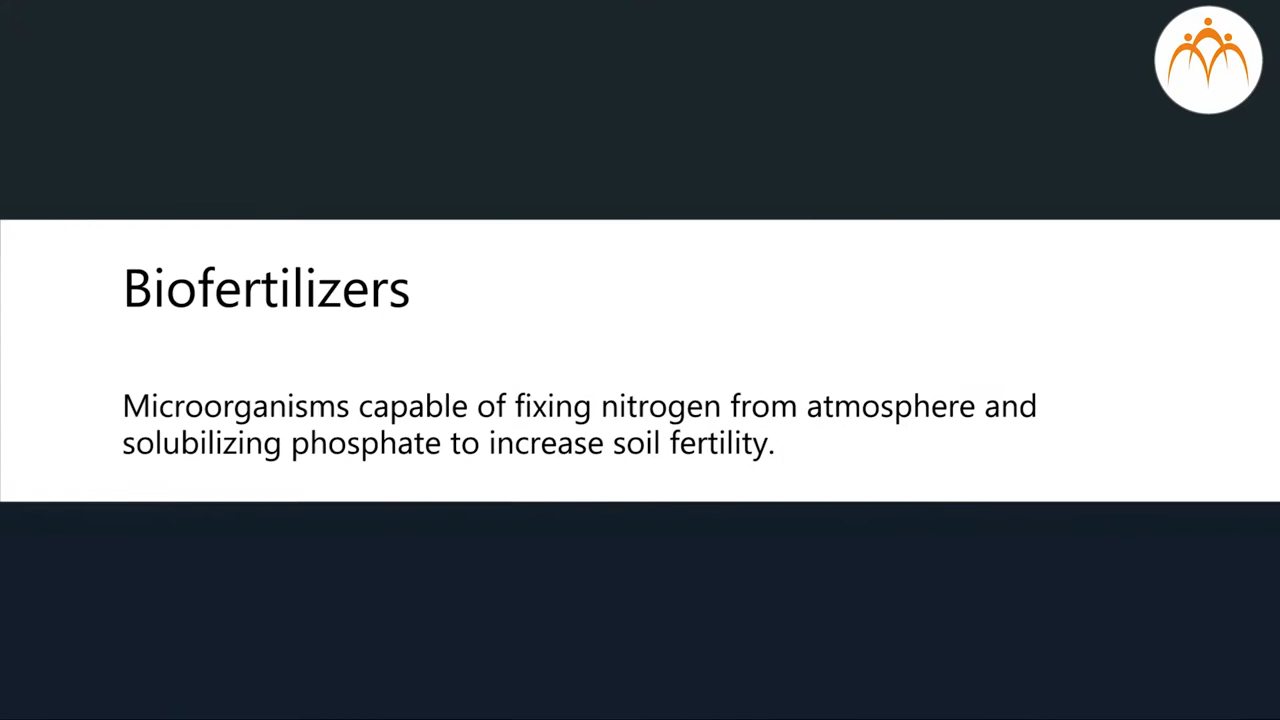 Biofertilizers
Microorganisms capable of fixing nitrogen from atmosphere and
solubilizing phosphate to increase soil fertility.